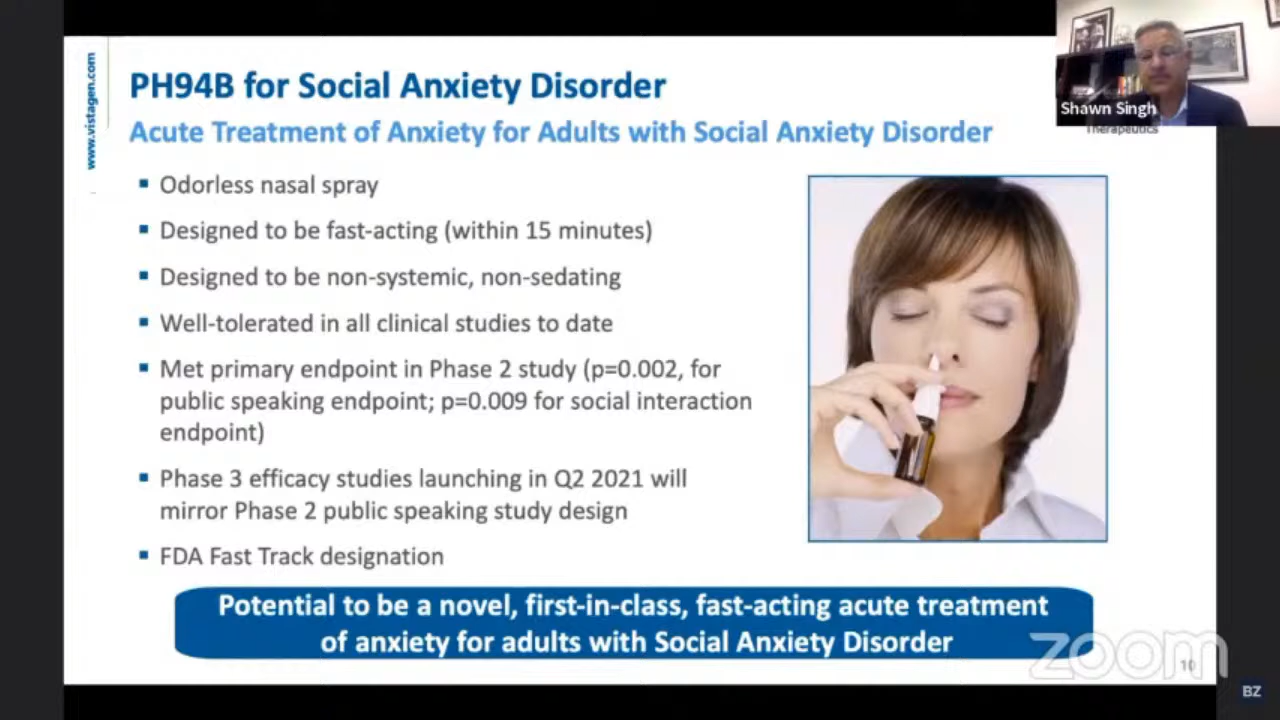 www.vistagen.com
PH94B for Social Anxiety Disorder
Acute Treatment of Anxiety for Adults with Social Anxiety Disorder
Shawn Singh
Therapeutics
▪ Odorless nasal spray
▪ Designed to be fast-acting (within 15 minutes)
▪ Designed to be non-systemic, non-sedating
▪ Well-tolerated in all clinical studies to date
▪ Met primary endpoint in Phase 2 study (p=0.002, for
public speaking endpoint; p=0.009 for social interaction
endpoint)
▪ Phase 3 efficacy studies launching in Q2 2021 will
mirror Phase 2 public speaking study design
▪ FDA Fast Track designation
Potential to be a novel, first-in-class, fast-acting acute treatment
of anxiety for adults with Social Anxiety Disorder
zoom
10
BZ